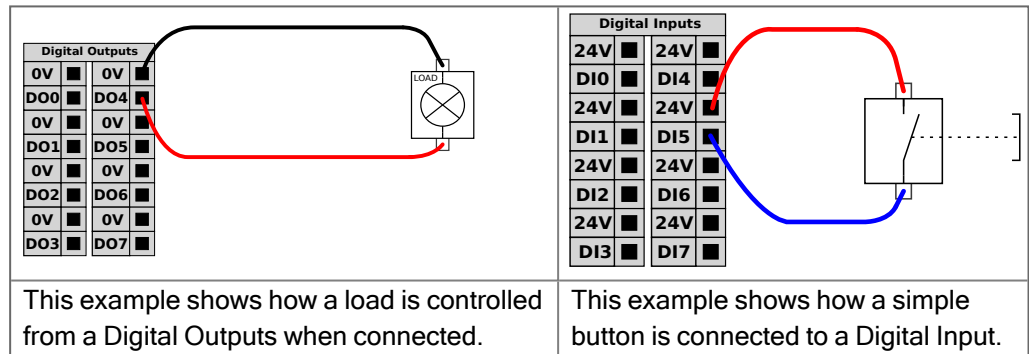 Digital Outputs
0V 0V
DO0 DO4
0V 0V
DO1 DO5
0V 0V
DO2 DO6
0V 0V
DO3 DO7
LOAD
Digital Inputs
24V 24V
DI0 DI4
24V 24V
DI1 DI5
24V 24V
DI2 DI6
24V 24V
DI3 DI7
This example shows how a load is controlled
from a Digital Outputs when connected.
This example shows how a simple
button is connected to a Digital Input.